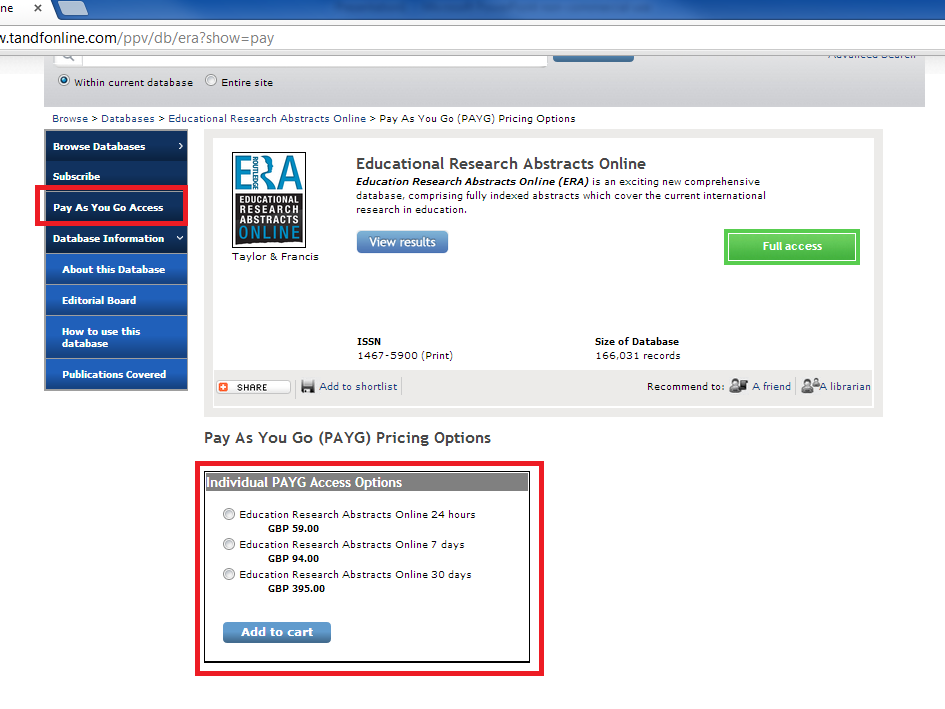 ne
w.tandfonline.com/ppv/db/era?show=pay
Advanced Search
Within current database Entire site
Browse > Databases > Educational Research Abstracts Online > Pay As You Go (PAYG) Pricing Options
Browse Databases
Subscribe
Pay As You Go Access
Database Information
About this Database
Editorial Board
How to use this
database
Publications Covered
ERA
ROUTLEDGE
EDUCATIONAL
RESEARCH
ABSTRACTS
ONLINE
Taylor & Francis
Educational Research Abstracts Online
Education Research Abstracts Online (ERA) is an exciting new comprehensive
database, comprising fully indexed abstracts which cover the current international
research in education.
View results
Full access
ISSN
1467-5900 (Print)
Size of Database
166,031 records
SHARE
Add to shortlist
Recommend to: A friend A librarian
Pay As You Go (PAYG) Pricing Options
Individual PAYG Access Options
Education Research Abstracts Online 24 hours
GBP 59.00
Education Research Abstracts Online 7 days
GBP 94.00
Education Research Abstracts Online 30 days
GBP 395.00
Add to cart